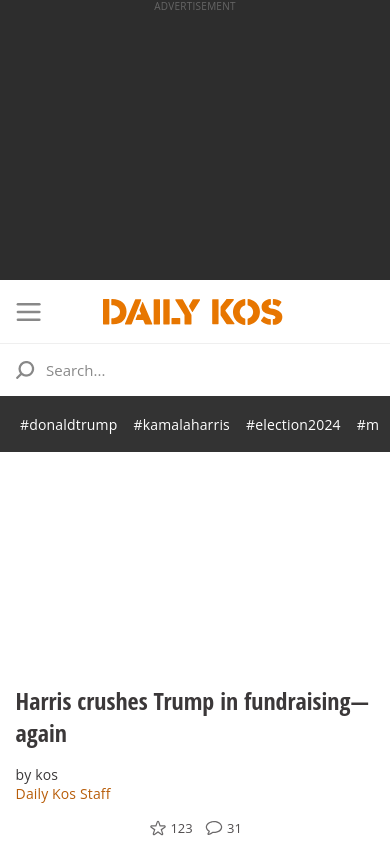 ADVERTISEMENT
DAILY KOS
Search...
#donaldtrump #kamalaharris #election2024 #m
Harris crushes Trump in fundraising—
again
by kos
Daily Kos Staff
123 31